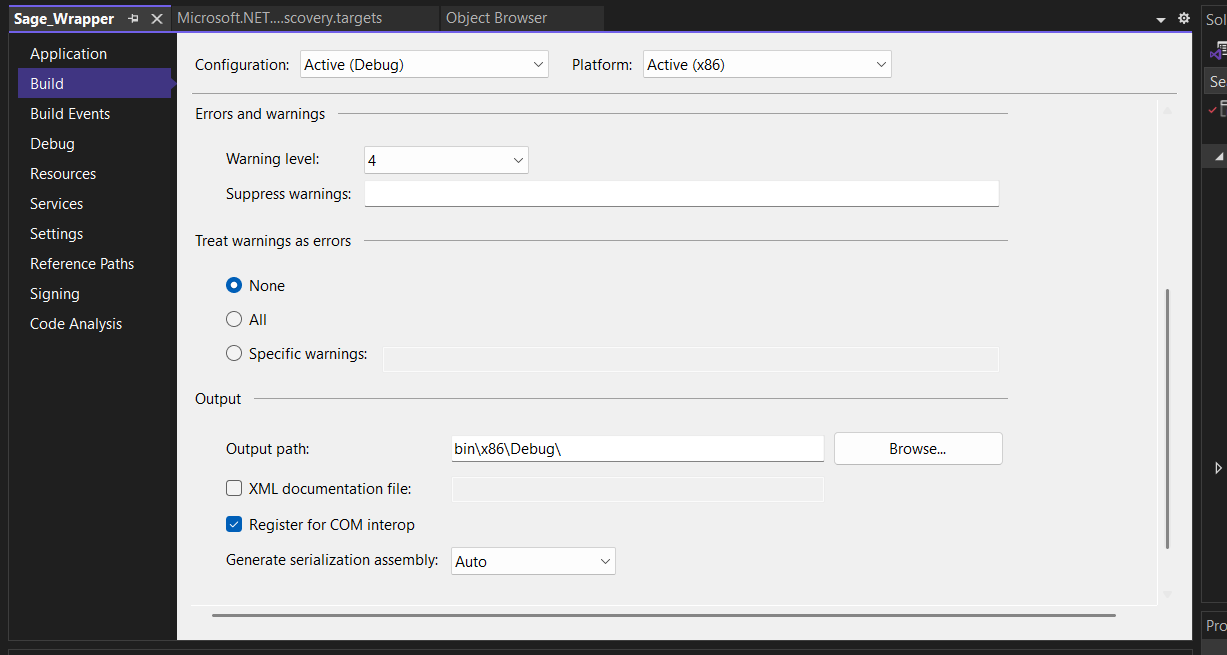 Sage_Wrapper
Microsoft.NET....scovery.targets
Object Browser
Sol
Application
Build
Build Events
Debug
Resources
Services
Settings
Reference Paths
Signing
Code Analysis
Configuration: Active (Debug) Platform: Active (x86)
Errors and warnings
Warning level: 4
Suppress warnings:
Treat warnings as errors
None
All
Specific warnings:
Output
Output path: bin\x86\Debug\ Browse...
XML documentation file:
Register for COM interop
Generate serialization assembly: Auto
Se
Pro